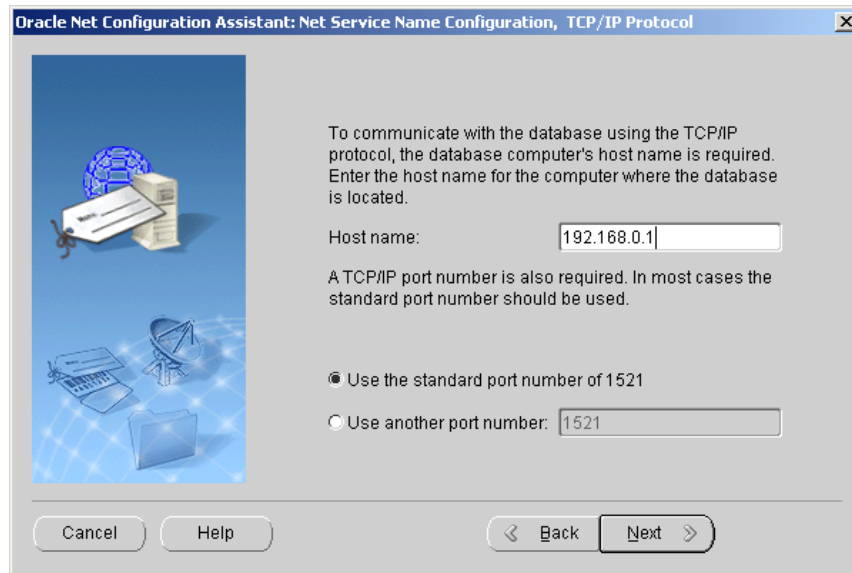 Oracle Net Configuration Assistant: Net Service Name Configuration, TCP/IP Protocol
To communicate with the database using the TCP/IP
protocol, the database computer's host name is required.
Enter the host name for the computer where the database
is located.
Host name: 192.168.0.1
A TCP/IP port number is also required. In most cases the
standard port number should be used.
Use the standard port number of 1521
Use another port number: 1521
Cancel Help Back Next